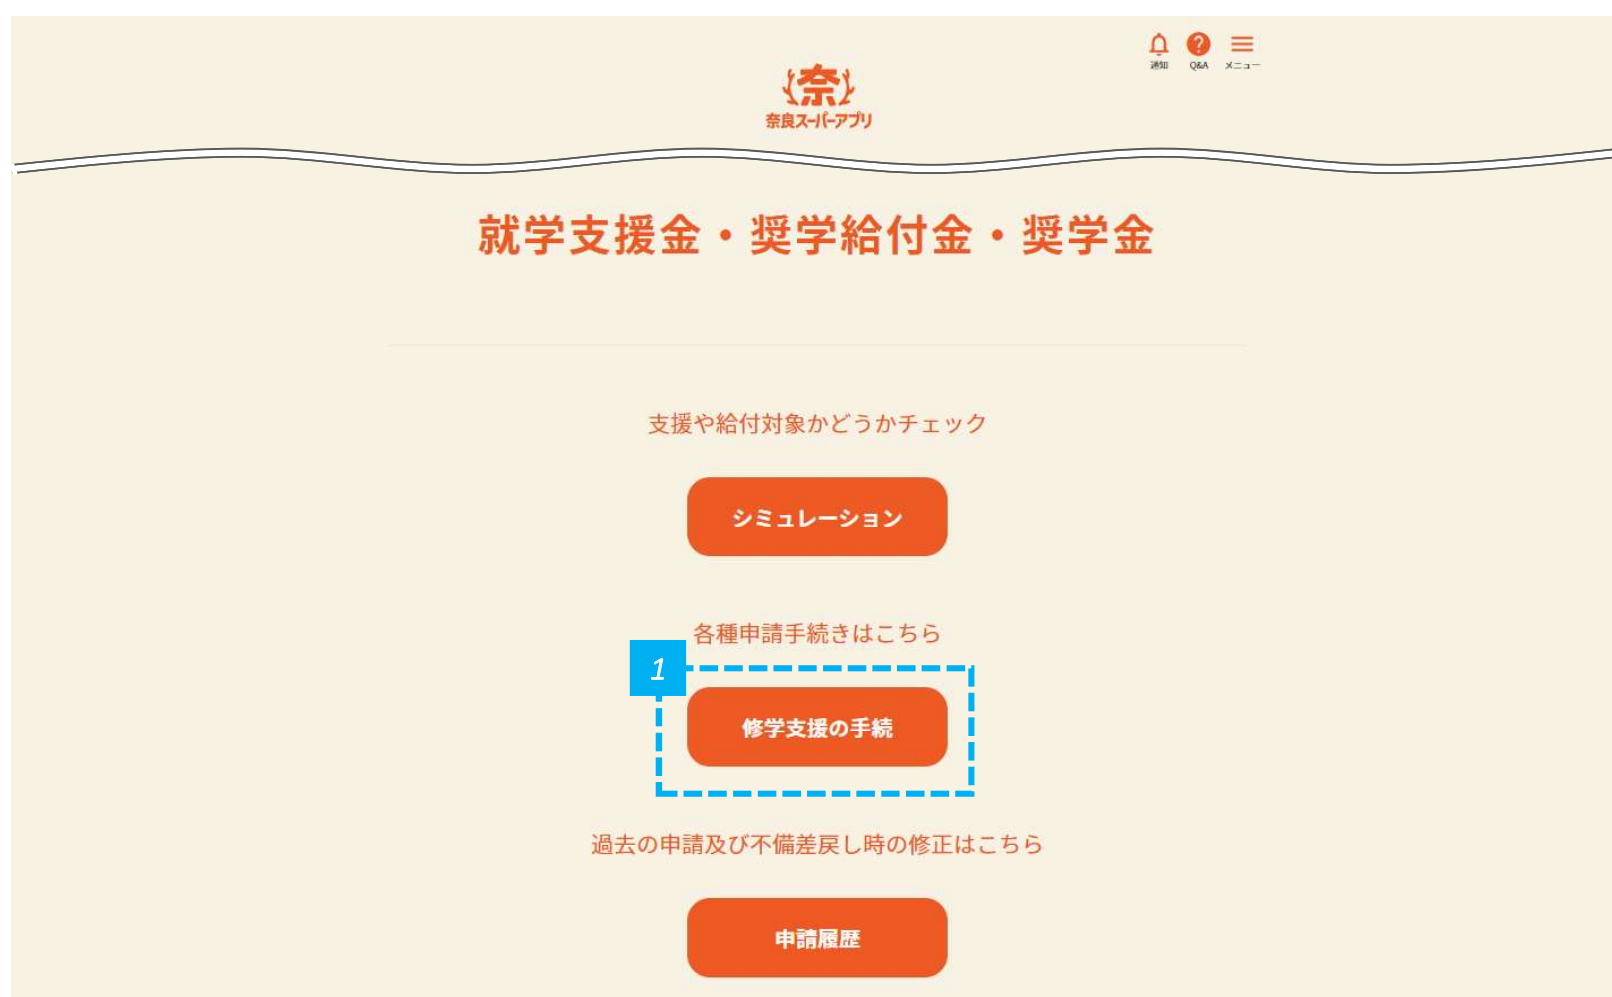 通知 Q&A メニュー
奈
奈良スーパーアプリ
就学支援金・奨学給付金・奨学金
支援や給付対象かどうかチェック
シミュレーション
各種申請手続きはこちら
1
修学支援の手続
過去の申請及び不備差戻し時の修正はこちら
申請履歴